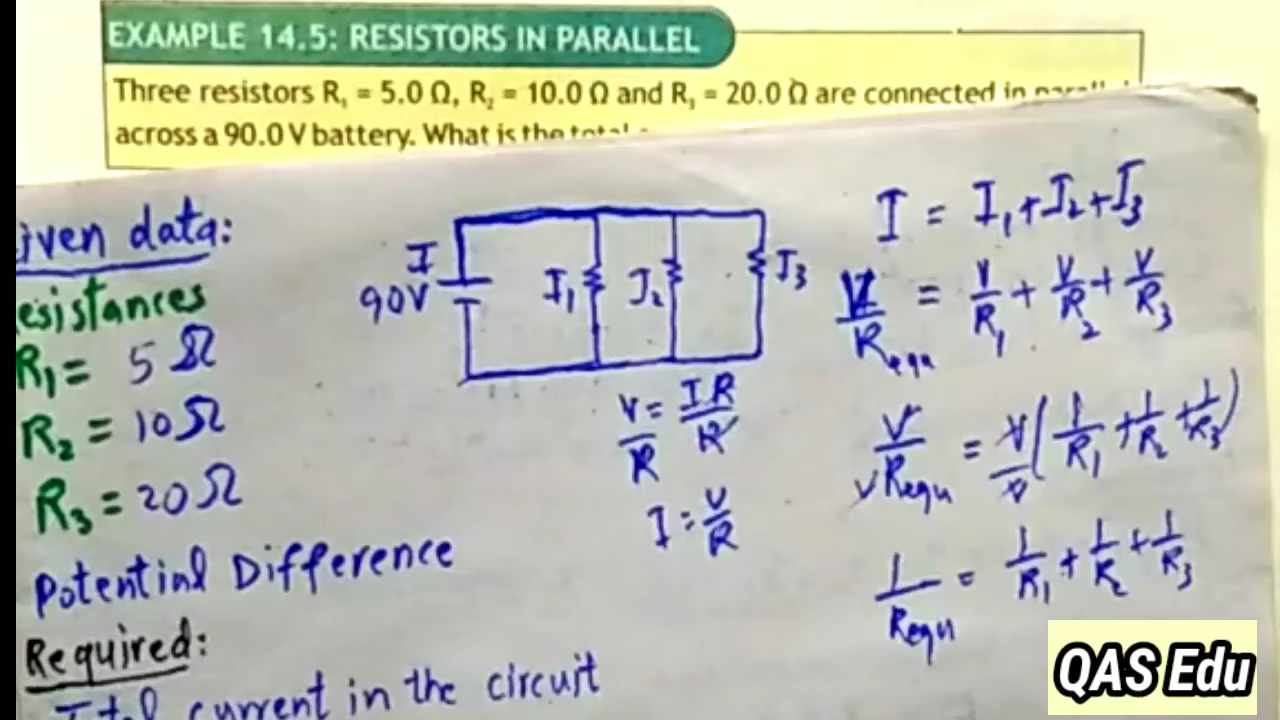 EXAMPLE 14.5: RESISTORS IN PARALLEL
Three resistors R₁ = 5.0 Ω, R₂ = 10.0 Ω and R₃ = 20.0 Ω are connected in
across a 90.0 V battery. What is the
iven data:
esistances
R₁ = 5 Ω
R₂ = 10 Ω
R₃ = 20 Ω
Potential Difference
Required:
current in the circuit
I
90V
I₁
I₂
I₃
V/R = IR/R
I = V/R
I = I₁ + I₂ + I₃
V/Requ = V/R₁ + V/R₂ + V/R₃
V/VRequ = V/V (1/R₁ + 1/R₂ + 1/R₃)
1/Requ = 1/R₁ + 1/R₂ + 1/R₃
QAS Edu